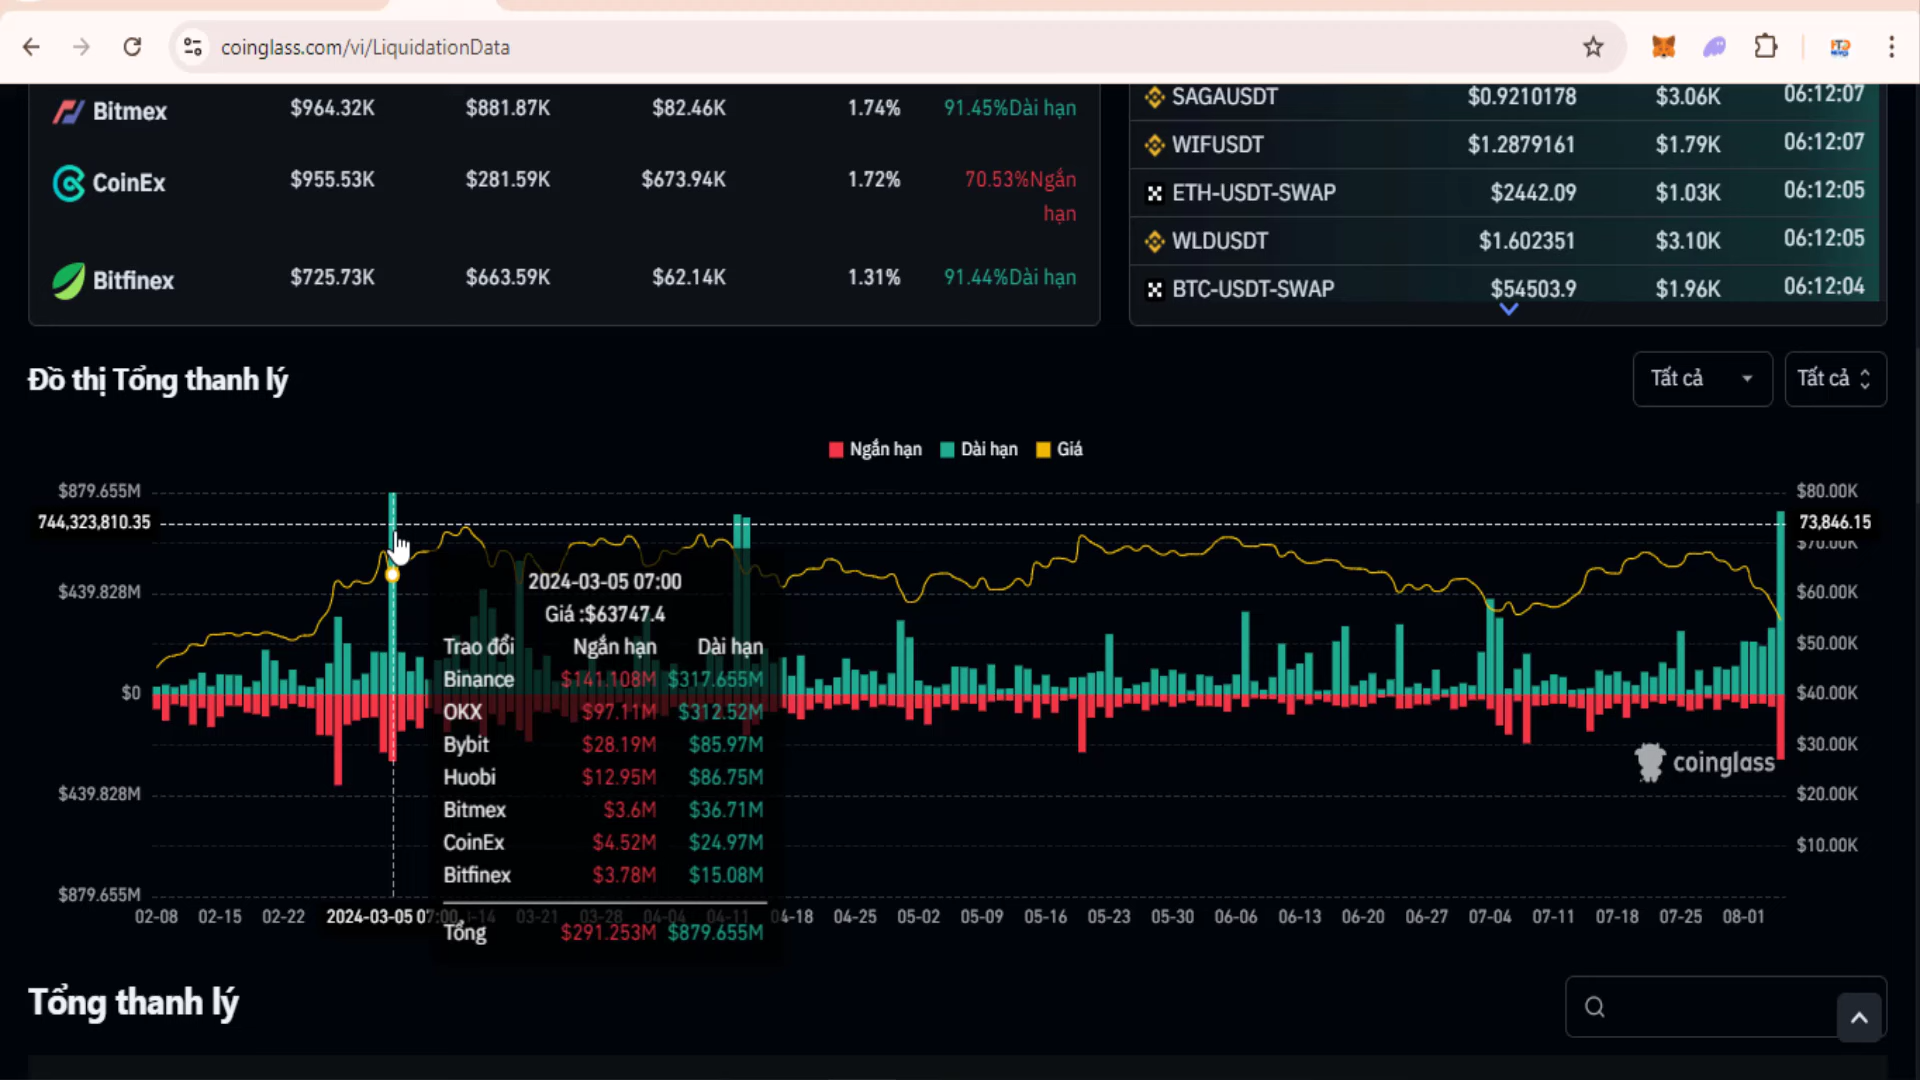 coinglass.com/vi/LiquidationData
Bitmex $964.32K $881.87K $82.46K 1.74% 91.45%Dài hạn
CoinEx $955.53K $281.59K $673.94K 1.72% 70.53%Ngắn
hạn
Bitfinex $725.73K $663.59K $62.14K 1.31% 91.44%Dài hạn
SAGAUSDT $0.9210178 $3.06K 06:12:07
WIFUSDT $1.2879161 $1.79K 06:12:07
ETH-USDT-SWAP $2442.09 $1.03K 06:12:05
WLDUSDT $1.602351 $3.10K 06:12:05
BTC-USDT-SWAP $54503.9 $1.96K 06:12:04
Đồ thị Tổng thanh lý
Tất cả
Tất cả
Ngắn hạn Dài hạn Giá
$879.655M $80.00K
744,323,810.35 73,846.15
$70.00K
$439.828M $60.00K
$50.00K
$0 $40.00K
$30.00K
$439.828M $20.00K
$10.00K
$879.655M
2024-03-05 07:00
Giá :$63747.4
Trao đổi Ngắn hạn Dài hạn
Binance $141.108M $317.655M
OKX $97.11M $312.52M
Bybit $28.19M $85.97M
Huobi $12.95M $86.75M
Bitmex $3.6M $36.71M
CoinEx $4.52M $24.97M
Bitfinex $3.78M $15.08M
Tổng $291.253M $879.655M
coinglass
02-08 02-15 02-22 2024-03-05 07:00 03-21 03-28 04-04 04-11 04-18 04-25 05-02 05-09 05-16 05-23 05-30 06-06 06-13 06-20 06-27 07-04 07-11 07-18 07-25 08-01
Tổng thanh lý